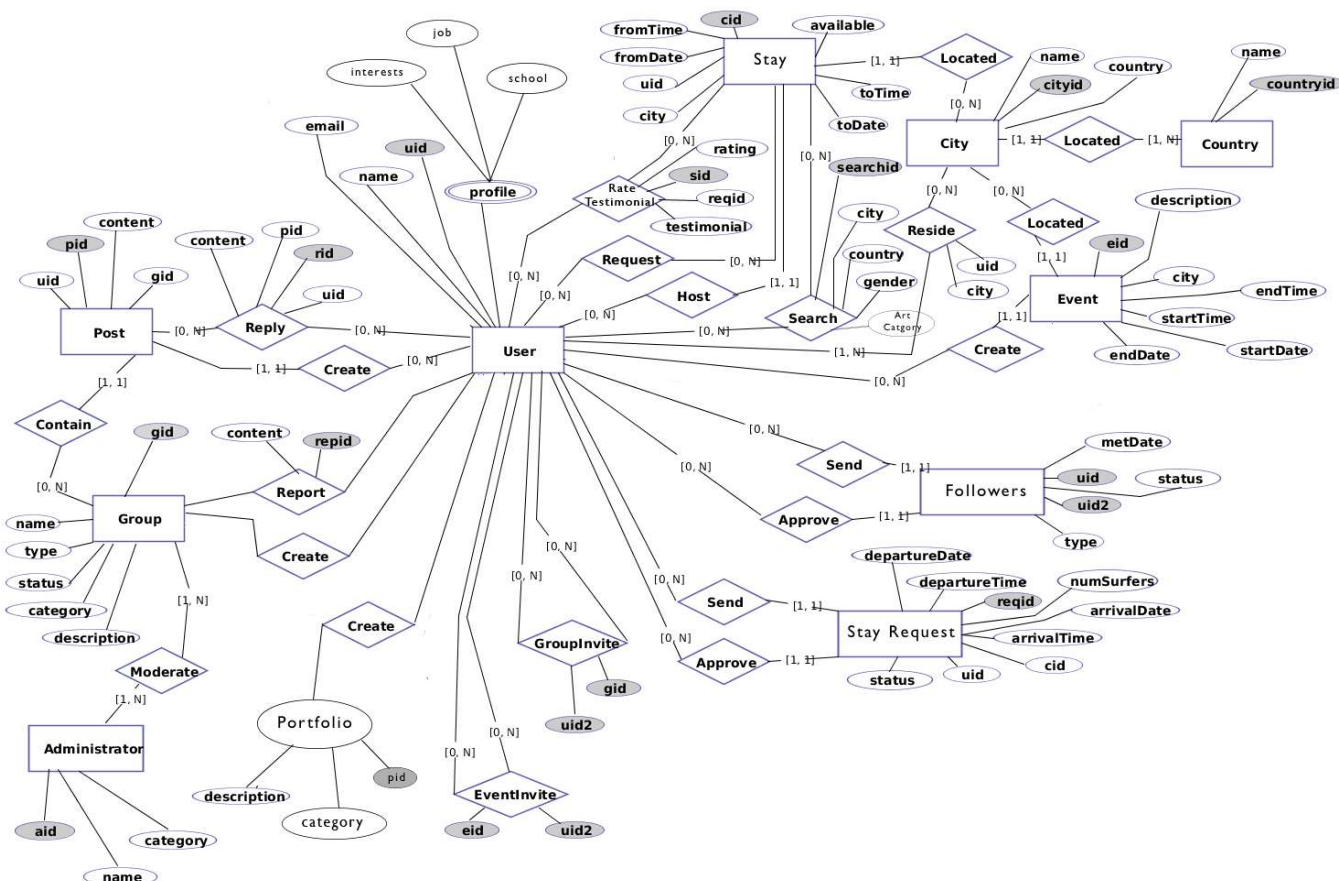 job
interests
school
email
uid
name
profile
fromTime
cid
available
fromDate
Stay
uid
toTime
city
toDate
[1, 1]
Located
[0, N]
name
cityid
country
City
[1, 1]
Located
[1, N]
name
countryid
Country
[0, N]
rating
Rate
Testimonial
sid
reqid
testimonial
[0, N]
Request
[0, N]
[0, N]
Host
[1, 1]
[0, N]
[0, N]
searchid
city
country
gender
Art
Catgory
Search
[0, N]
[0, N]
Reside
uid
city
[1, N]
[0, N]
Located
[1, 1]
description
eid
city
endTime
Event
startTime
startDate
endDate
[1, 1]
Create
[0, N]
content
pid
uid
gid
Post
content
pid
rid
uid
[0, N]
Reply
[0, N]
[1, 1]
Create
[0, N]
User
[1, 1]
Contain
[0, N]
gid
content
repid
Report
Group
name
type
status
category
description
Create
[1, N]
Moderate
[1, N]
Administrator
aid
category
name
Create
Portfolio
description
category
pid
[0, N]
[0, N]
EventInvite
eid
uid2
[0, N]
[0, N]
GroupInvite
gid
uid2
[0, N]
Send
[1, 1]
[0, N]
Approve
[1, 1]
metDate
uid
status
Followers
uid2
type
[0, N]
Send
[1, 1]
[0, N]
Approve
[1, 1]
departureDate
departureTime
numSurfers
reqid
arrivalDate
Stay Request
arrivalTime
cid
status
uid